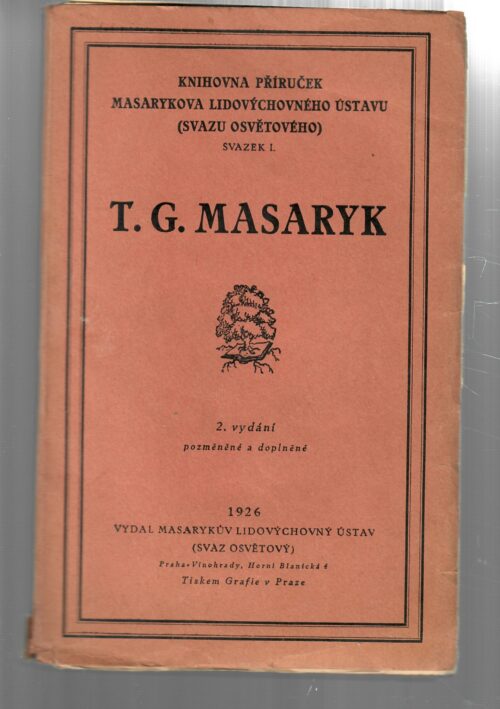 KNIHOVNA PŘÍRUČEK
MASARYKOVA LIDOVÝCHOVNÉHO ÚSTAVU
(SVAZU OSVĚTOVÉHO)
SVAZEK I.
T. G. MASARYK
2. vydání
pozměněné a doplněné
1926
VYDAL MASARYKŮV LIDOVÝCHOVNÝ ÚSTAV
(SVAZ OSVĚTOVÝ)
Praha-Vinohrady, Horní Blanická 4
Tiskem Grafie v Praze